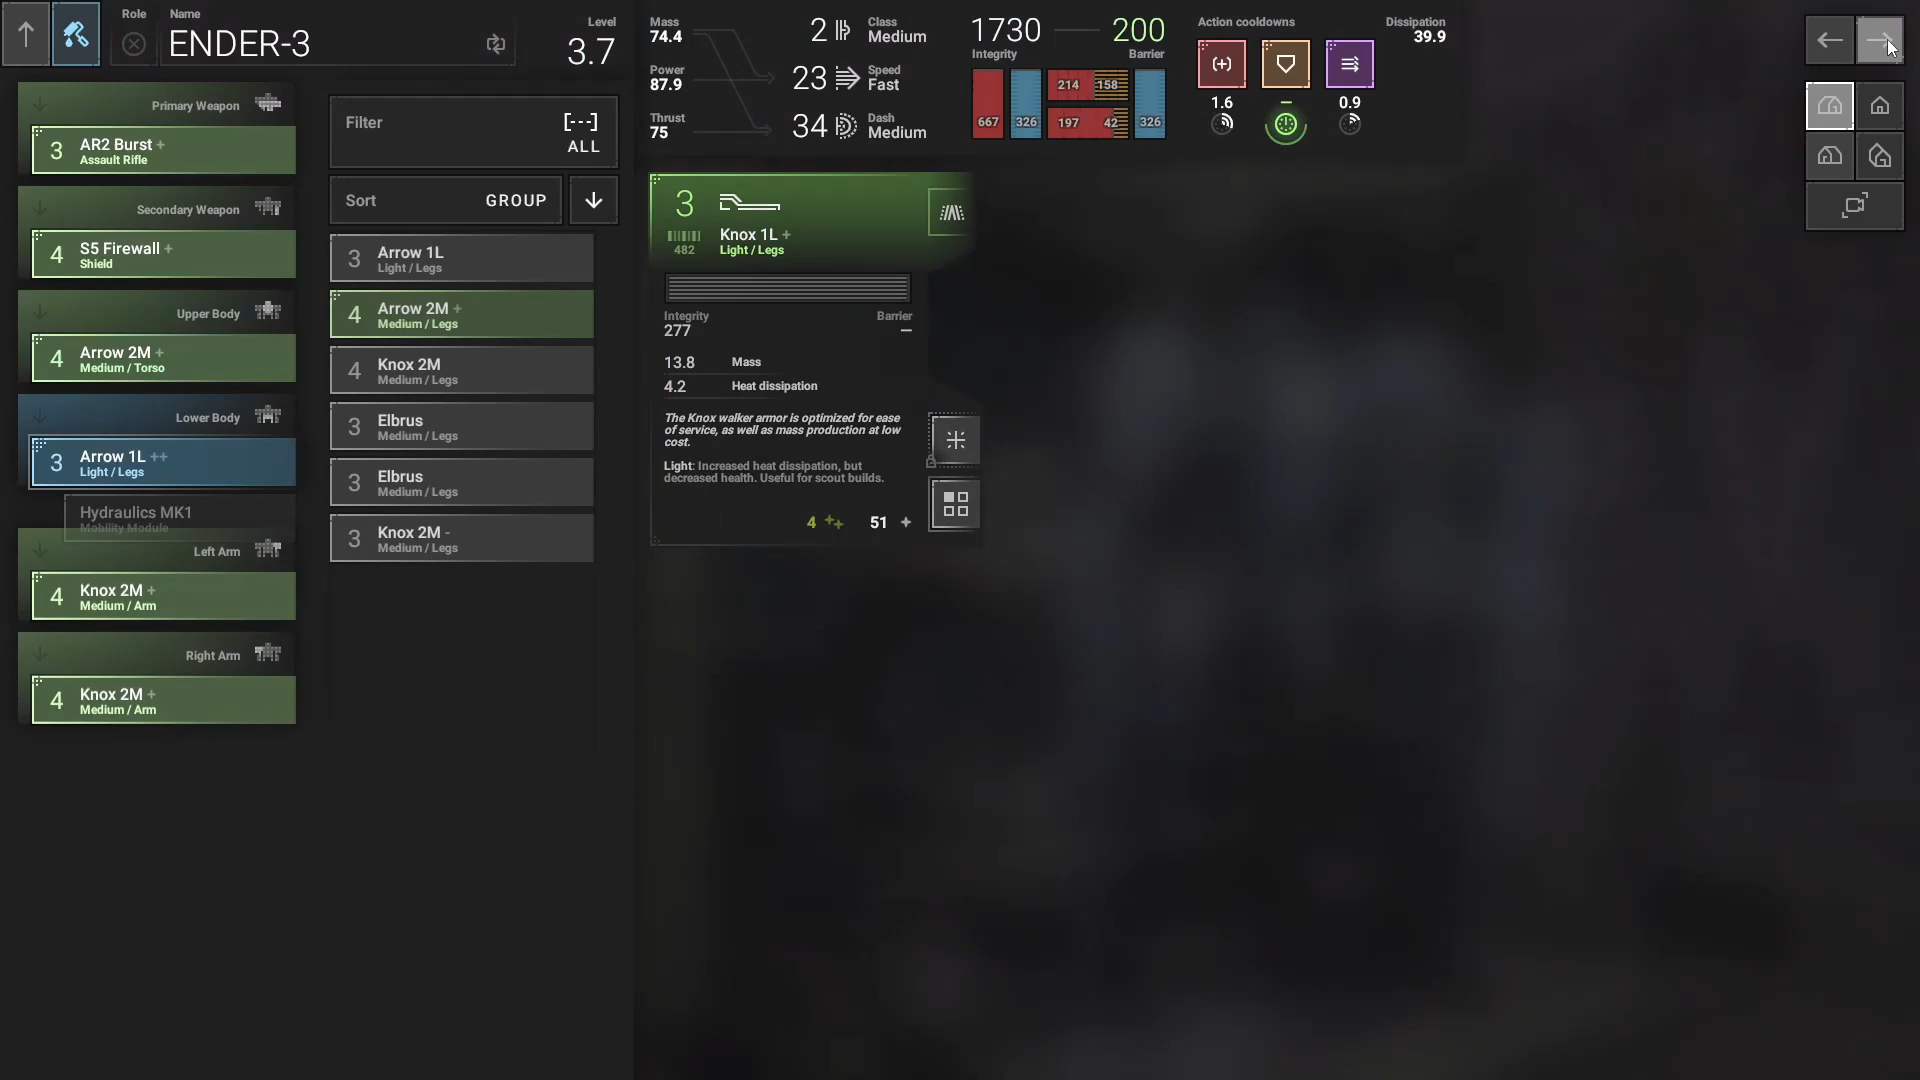 Role
Name
ENDER-3
Level
3.7
Primary Weapon
3
AR2 Burst +
Assault Rifle
Secondary Weapon
4
S5 Firewall +
Shield
Upper Body
4
Arrow 2M +
Medium / Torso
Lower Body
3
Arrow 1L ++
Light / Legs
Hydraulics MK1
Mobility Module
Left Arm
4
Knox 2M +
Medium / Arm
Right Arm
4
Knox 2M +
Medium / Arm
Filter
[---]
ALL
Sort
GROUP
3
Arrow 1L
Light / Legs
4
Arrow 2M +
Medium / Legs
4
Knox 2M
Medium / Legs
3
Elbrus
Medium / Legs
3
Elbrus
Medium / Legs
3
Knox 2M -
Medium / Legs
Mass
74.4
Power
87.9
Thrust
75
2
Class
Medium
23
Speed
Fast
34
Dash
Medium
1730
200
Integrity
Barrier
667
326
214
158
197
42
326
Action cooldowns
1.6
–
0.9
Dissipation
39.9
3
482
Knox 1L +
Light / Legs
Integrity
277
Barrier
–
13.8
Mass
4.2
Heat dissipation
The Knox walker armor is optimized for ease
of service, as well as mass production at low
cost.
Light: Increased heat dissipation, but
decreased health. Useful for scout builds.
4
51